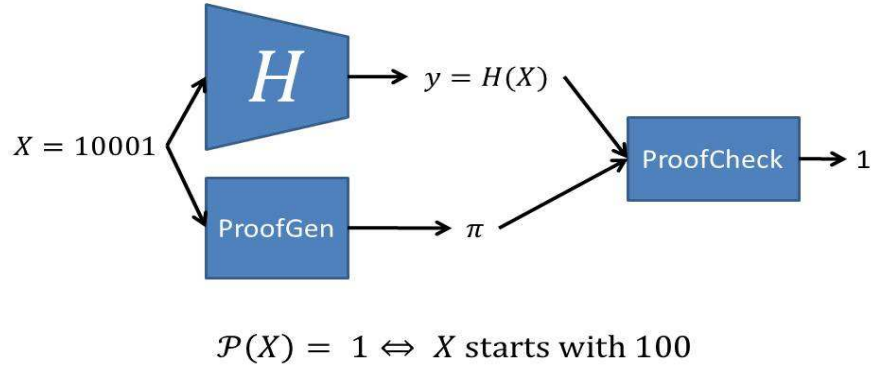 H
y = H(X)
X = 10001
ProofCheck
1
ProofGen
π
𝒫(X) = 1 ⇔ X starts with 100